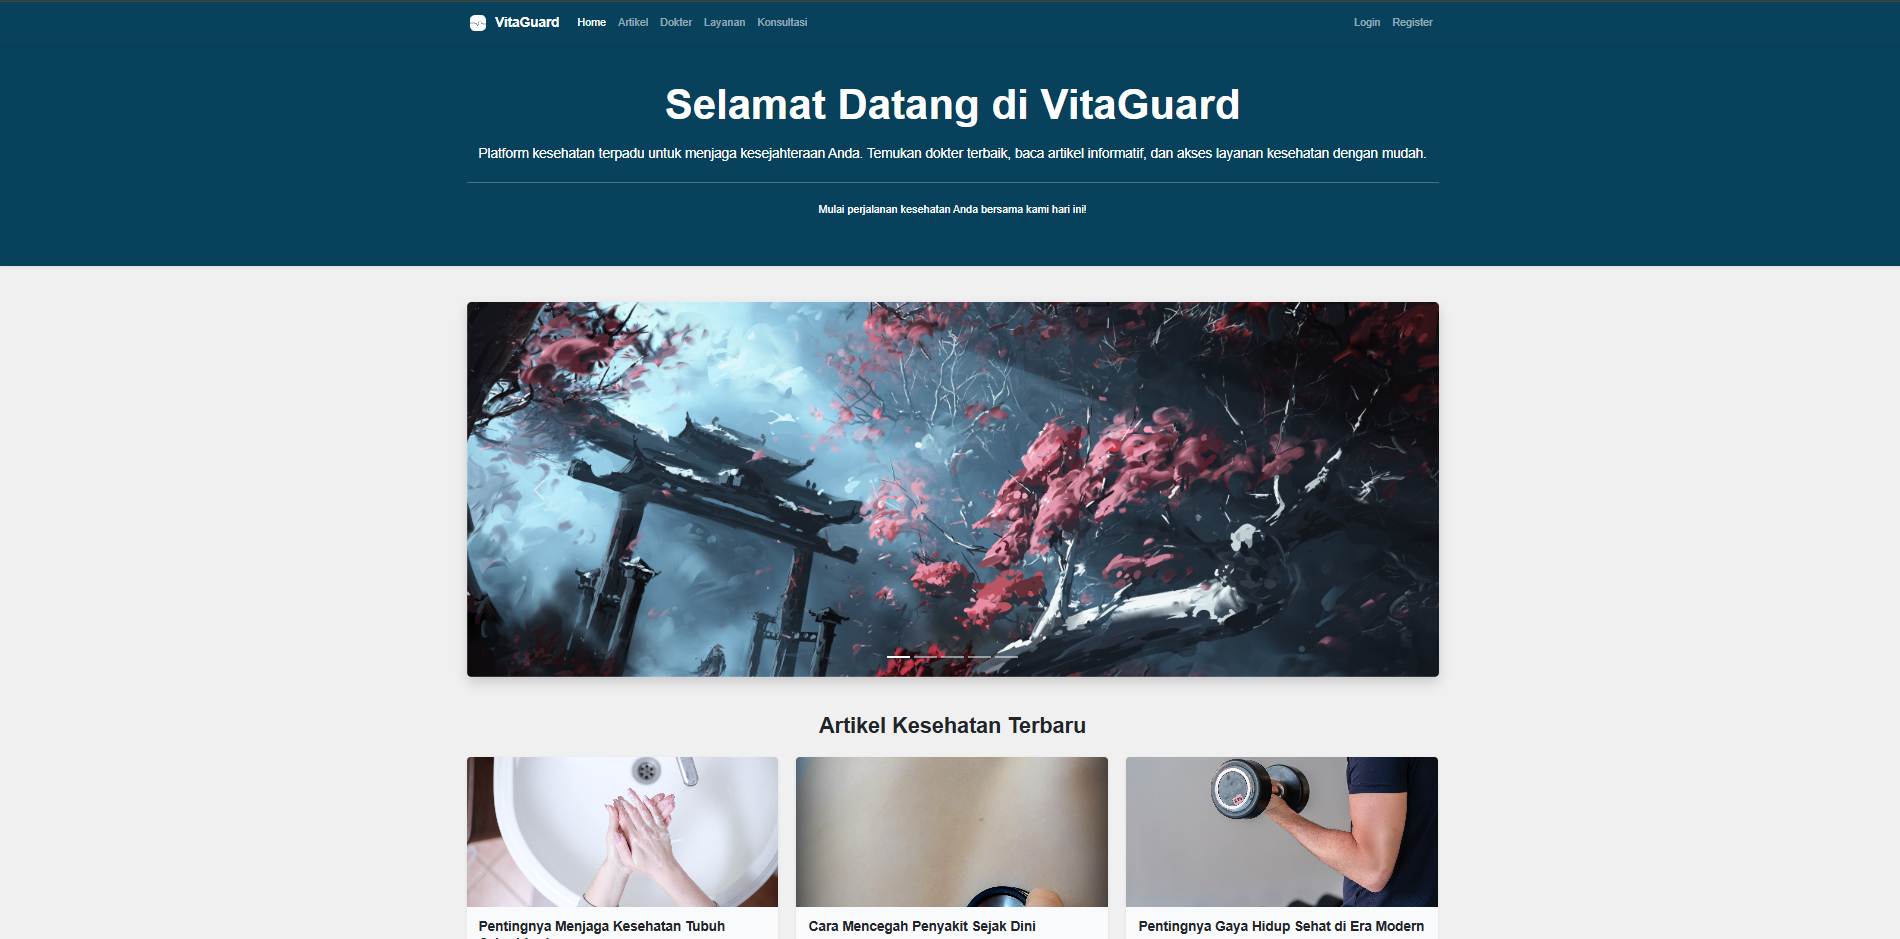 VitaGuard Home Artikel Dokter Layanan Konsultasi Login Register
Selamat Datang di VitaGuard
Platform kesehatan terpadu untuk menjaga kesejahteraan Anda. Temukan dokter terbaik, baca artikel informatif, dan akses layanan kesehatan dengan mudah.
Mulai perjalanan kesehatan Anda bersama kami hari ini!
Artikel Kesehatan Terbaru
Pentingnya Menjaga Kesehatan Tubuh
Cara Mencegah Penyakit Sejak Dini
Pentingnya Gaya Hidup Sehat di Era Modern